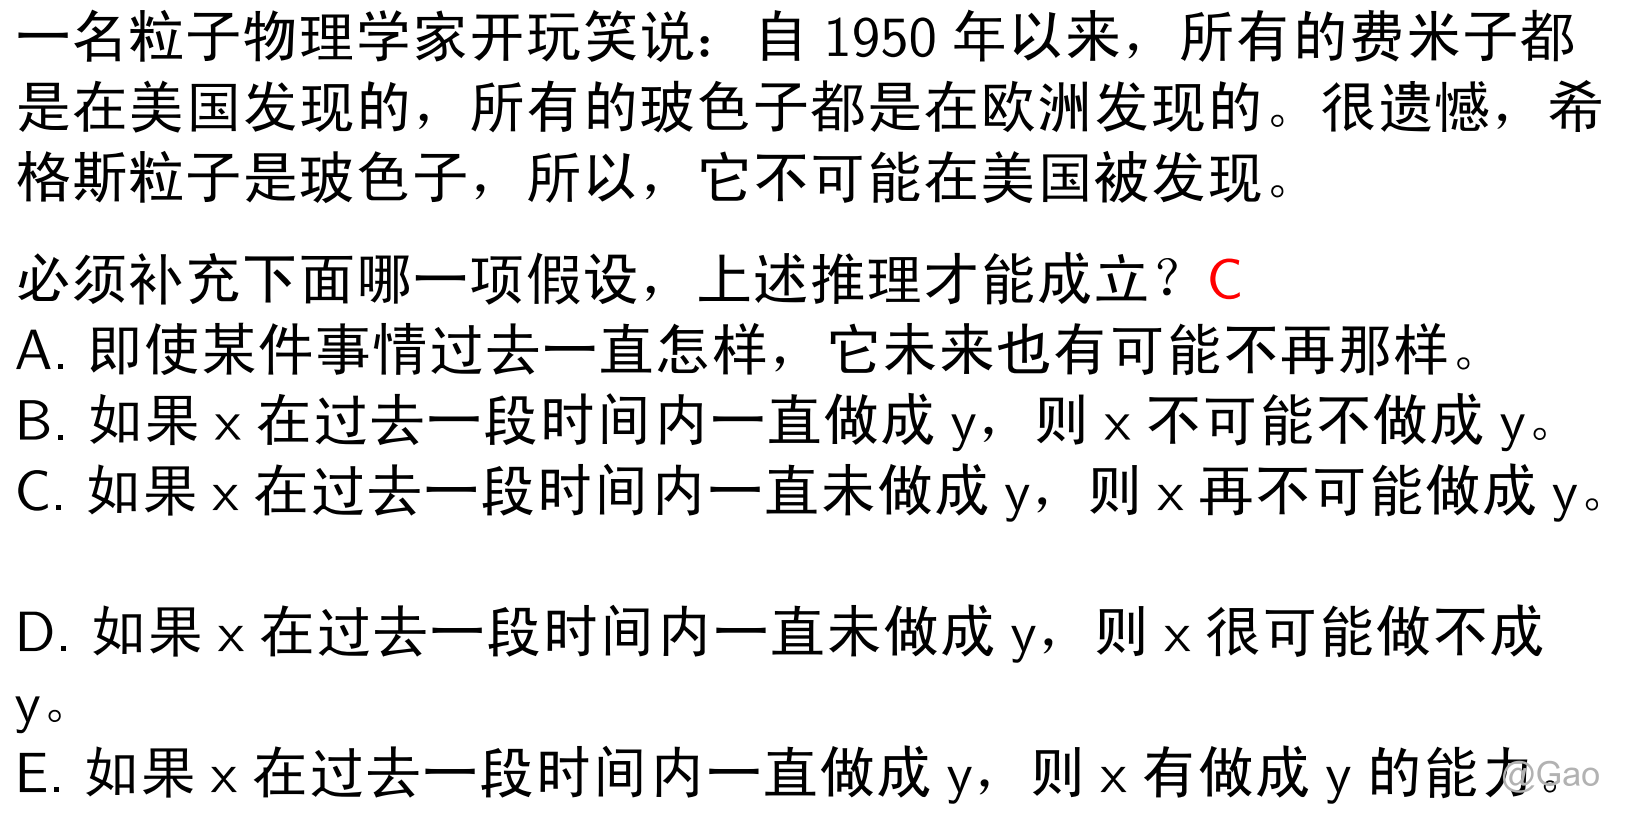 一名粒子物理学家开玩笑说：自 1950 年以来，所有的费米子都
是在美国发现的，所有的玻色子都是在欧洲发现的。很遗憾，希
格斯粒子是玻色子，所以，它不可能在美国被发现。
必须补充下面哪一项假设，上述推理才能成立？C
A. 即使某件事情过去一直怎样，它未来也有可能不再那样。
B. 如果 x 在过去一段时间内一直做成 y，则 x 不可能不做成 y。
C. 如果 x 在过去一段时间内一直未做成 y，则 x 再不可能做成 y。
D. 如果 x 在过去一段时间内一直未做成 y，则 x 很可能做不成
y。
E. 如果 x 在过去一段时间内一直做成 y，则 x 有做成 y 的能力。
@Gao